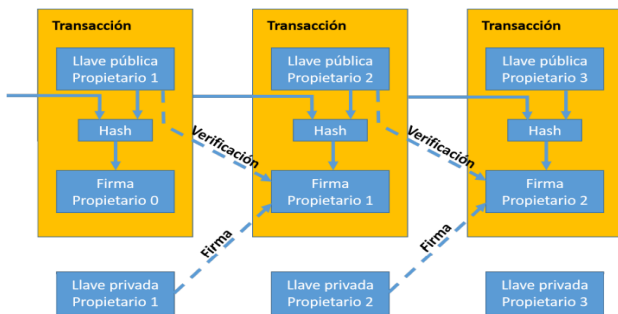 Transacción
Llave pública
Propietario 1
Hash
Firma
Propietario 0
Transacción
Llave pública
Propietario 2
Hash
Firma
Propietario 1
Transacción
Llave pública
Propietario 3
Hash
Firma
Propietario 2
Verificación
Verificación
Firma
Firma
Llave privada
Propietario 1
Llave privada
Propietario 2
Llave privada
Propietario 3